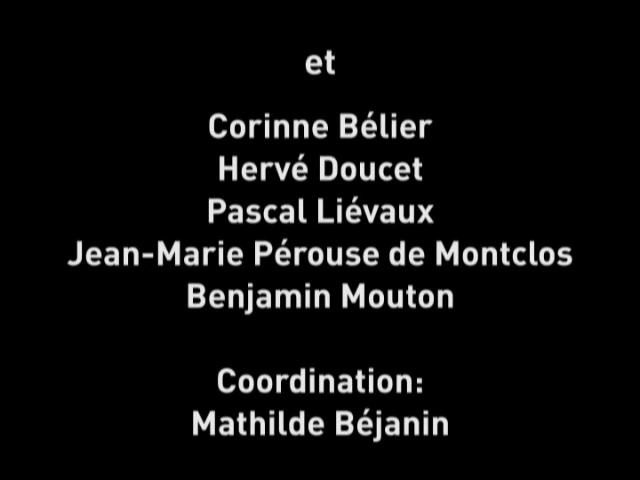 et
Corinne Bélier
Hervé Doucet
Pascal Liévaux
Jean-Marie Pérouse de Montclos
Benjamin Mouton
Coordination:
Mathilde Béjanin